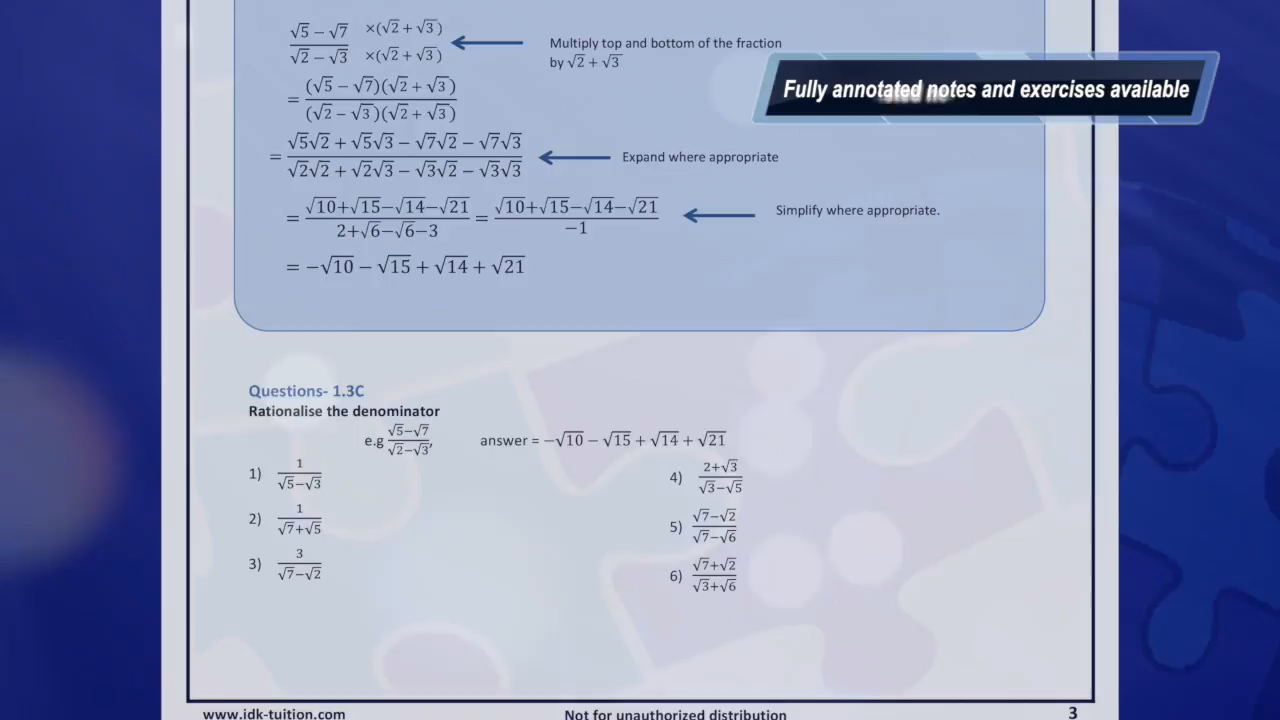 √5 − √7 ×(√2 + √3)
√2 − √3 ×(√2 + √3)
Multiply top and bottom of the fraction
by √2 + √3
Fully annotated notes and exercises available
= (√5 − √7)(√2 + √3)
(√2 − √3)(√2 + √3)
= √5√2 + √5√3 − √7√2 − √7√3
√2√2 + √2√3 − √3√2 − √3√3
Expand where appropriate
= √10+√15−√14−√21 = √10+√15−√14−√21
2+√6−√6−3 −1
Simplify where appropriate.
= −√10 − √15 + √14 + √21
Questions- 1.3C
Rationalise the denominator
e.g √5−√7
√2−√3, answer = −√10 − √15 + √14 + √21
1) 1
√5−√3
2) 1
√7+√5
3) 3
√7−√2
4) 2+√3
√3−√5
5) √7−√2
√7−√6
6) √7+√2
√3+√6
www.idk-tuition.com Not for unauthorized distribution 3